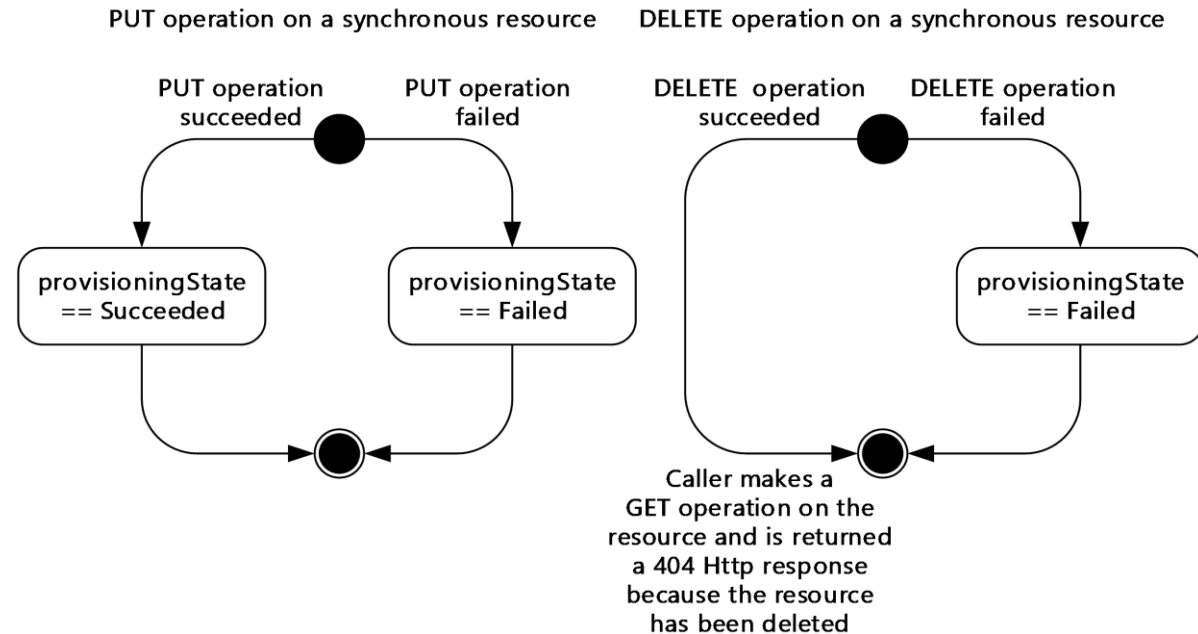 PUT operation on a synchronous resource
PUT operation
succeeded
PUT operation
failed
provisioningState
== Succeeded
provisioningState
== Failed
DELETE operation on a synchronous resource
DELETE  operation
succeeded
DELETE operation
failed
provisioningState
== Failed
Caller makes a
GET operation on the
resource and is returned
a 404 Http response
because the resource
has been deleted